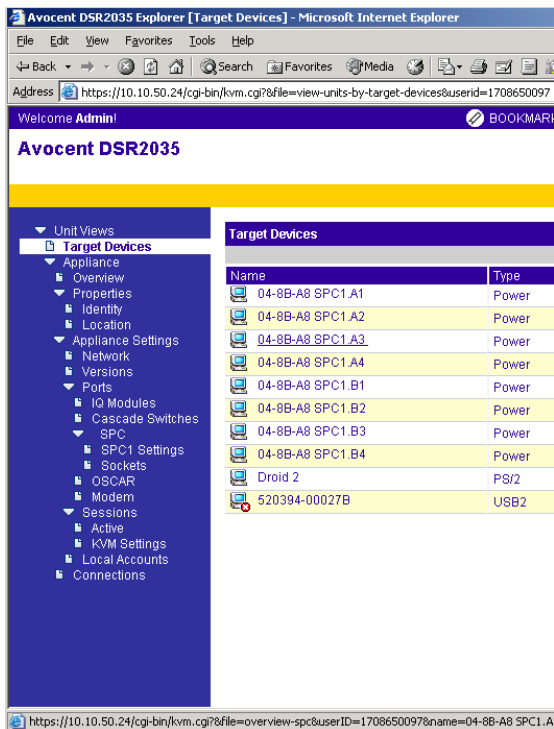 Avocent DSR2035 Explorer [Target Devices] - Microsoft Internet Explorer
File Edit View Favorites Tools Help
Back Search Favorites Media
Address https://10.10.50.24/cgi-bin/kvm.cgi?&file=view-units-by-target-devices&userid=1708650097
Welcome Admin! BOOKMARK
Avocent DSR2035
Unit Views
Target Devices
Appliance
Overview
Properties
Identity
Location
Appliance Settings
Network
Versions
Ports
IQ Modules
Cascade Switches
SPC
SPC1 Settings
Sockets
OSCAR
Modem
Sessions
Active
KVM Settings
Local Accounts
Connections
Target Devices
Name Type
04-8B-A8 SPC1.A1 Power
04-8B-A8 SPC1.A2 Power
04-8B-A8 SPC1.A3 Power
04-8B-A8 SPC1.A4 Power
04-8B-A8 SPC1.B1 Power
04-8B-A8 SPC1.B2 Power
04-8B-A8 SPC1.B3 Power
04-8B-A8 SPC1.B4 Power
Droid 2 PS/2
520394-00027B USB2
https://10.10.50.24/cgi-bin/kvm.cgi?&file=overview-spc&userID=1708650097&name=04-8B-A8 SPC1.A